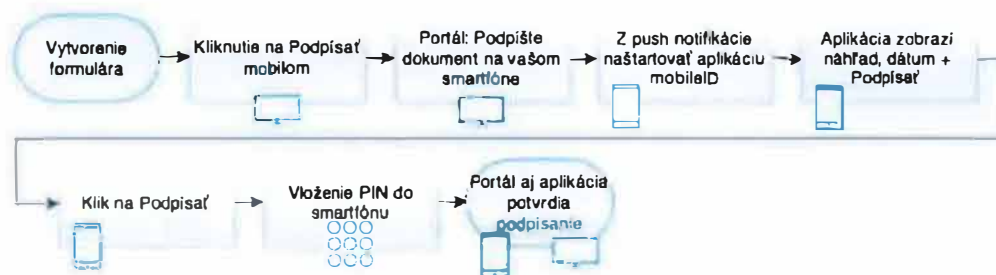 Vytvorenie
formulára
Kliknutie na Podpísať
mobilom
Portál: Podpíšte
dokument na vašom
smartfóne
Z push notifikácie
naštartovať aplikáciu
mobileID
Aplikácia zobrazí
náhľad, dátum +
Podpísať
Klik na Podpísať
Vloženie PIN do
smartfónu
Portál aj aplikácia
potvrdia
podpísanie